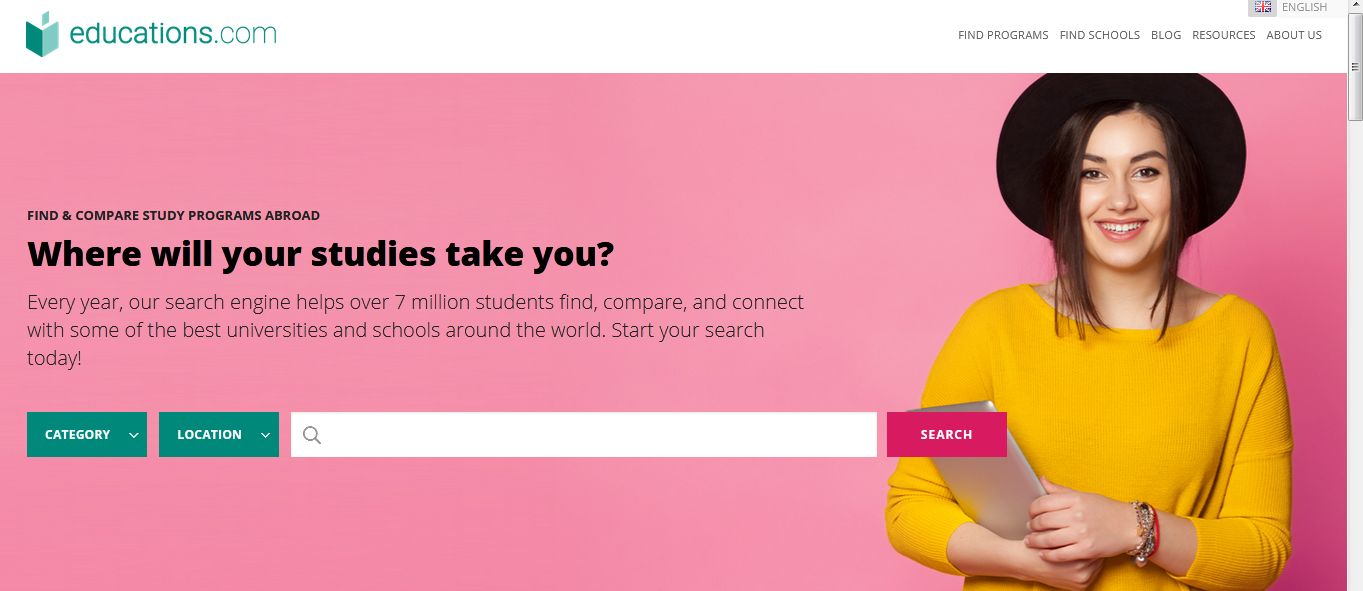 ENGLISH
educations.com
FIND PROGRAMS FIND SCHOOLS BLOG RESOURCES ABOUT US
FIND & COMPARE STUDY PROGRAMS ABROAD
Where will your studies take you?
Every year, our search engine helps over 7 million students find, compare, and connect
with some of the best universities and schools around the world. Start your search
today!
CATEGORY LOCATION SEARCH